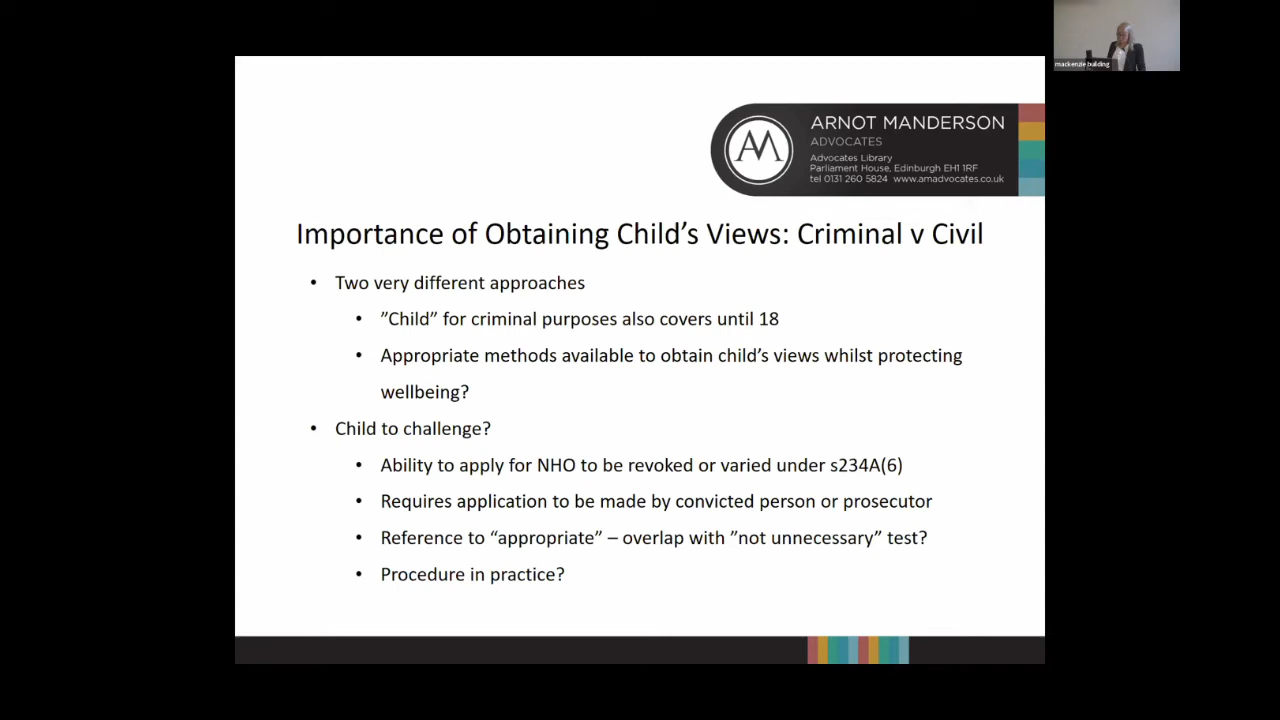 mackenzie building
ARNOT MANDERSON
ADVOCATES
Advocates Library
Parliament House, Edinburgh EH1 1RF
tel 0131 260 5824 www.amadvocates.co.uk
AM
Importance of Obtaining Child’s Views: Criminal v Civil
• Two very different approaches
• ”Child” for criminal purposes also covers until 18
• Appropriate methods available to obtain child’s views whilst protecting
wellbeing?
• Child to challenge?
• Ability to apply for NHO to be revoked or varied under s234A(6)
• Requires application to be made by convicted person or prosecutor
• Reference to “appropriate” – overlap with ”not unnecessary” test?
• Procedure in practice?